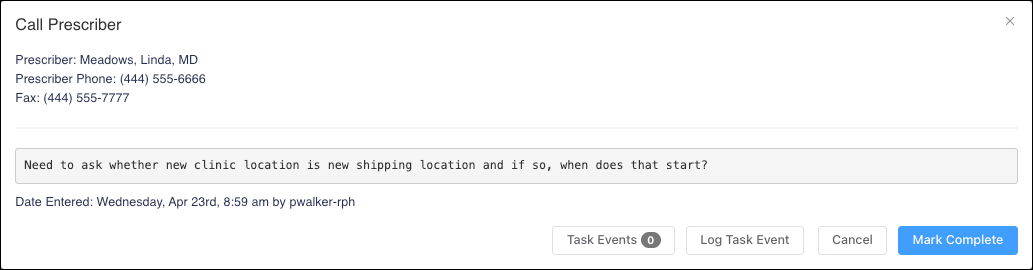 Call Prescriber
Prescriber: Meadows, Linda, MD
Prescriber Phone: (444) 555-6666
Fax: (444) 555-7777
Need to ask whether new clinic location is new shipping location and if so, when does that start?
Date Entered: Wednesday, Apr 23rd, 8:59 am by pwalker-rph
Task Events 0 Log Task Event Cancel Mark Complete